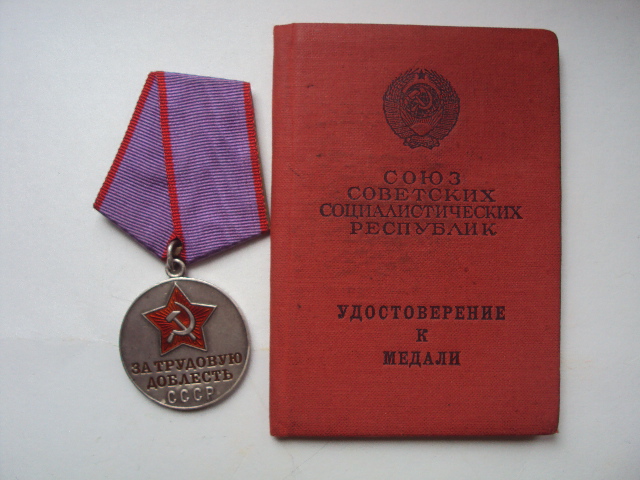 ЗА ТРУДОВУЮ
ДОБЛЕСТЬ
СССР
СОЮЗ
СОВЕТСКИХ
СОЦИАЛИСТИЧЕСКИХ
РЕСПУБЛИК
УДОСТОВЕРЕНИЕ
К
МЕДАЛИ